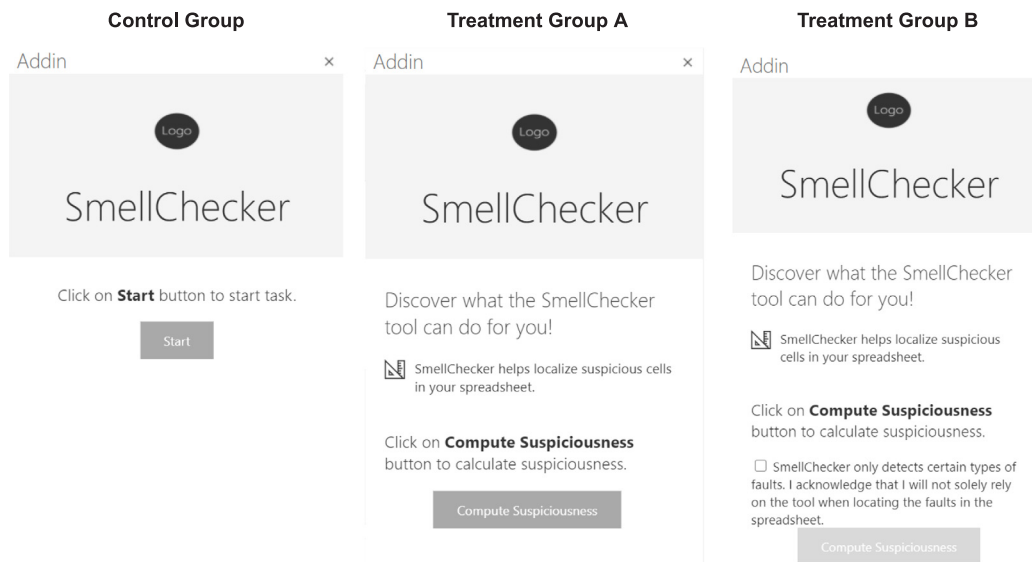 Control Group
Addin
×
Logo
SmellChecker
Click on Start button to start task.
Start
Treatment Group A
Addin
×
Logo
SmellChecker
Discover what the SmellChecker
tool can do for you!
SmellChecker helps localize suspicious cells
in your spreadsheet.
Click on Compute Suspiciousness
button to calculate suspiciousness.
Compute Suspiciousness
Treatment Group B
Addin
Logo
SmellChecker
Discover what the SmellChecker
tool can do for you!
SmellChecker helps localize suspicious
cells in your spreadsheet.
Click on Compute Suspiciousness
button to calculate suspiciousness.
SmellChecker only detects certain types of
faults. I acknowledge that I will not solely rely
on the tool when locating the faults in the
spreadsheet.
Compute Suspiciousness